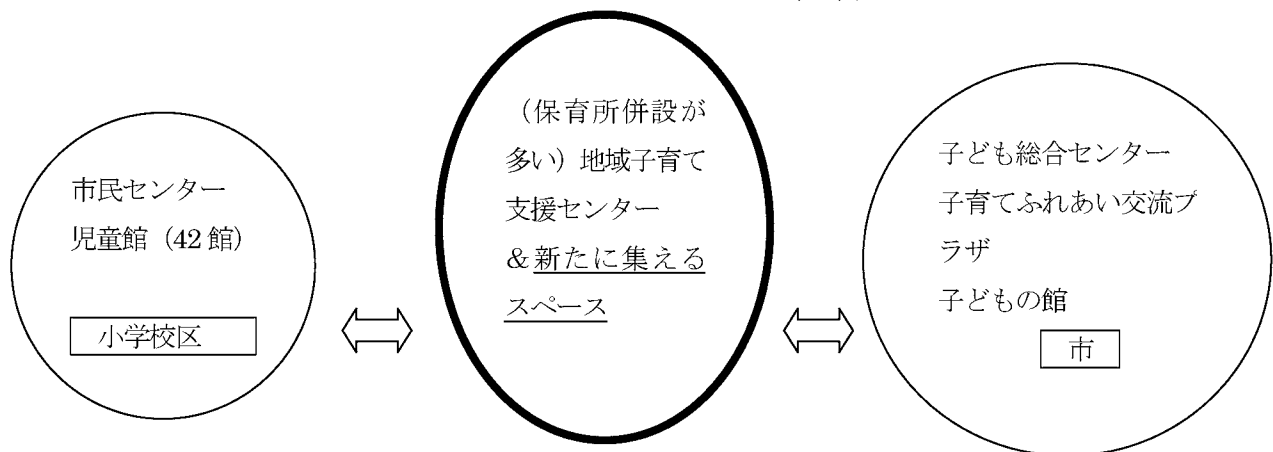 市民センター
児童館（42館）
小学校区
（保育所併設が
多い）地域子育て
支援センター
＆新たに集える
スペース
子ども総合センター
子育てふれあい交流プ
ラザ
子どもの館
市